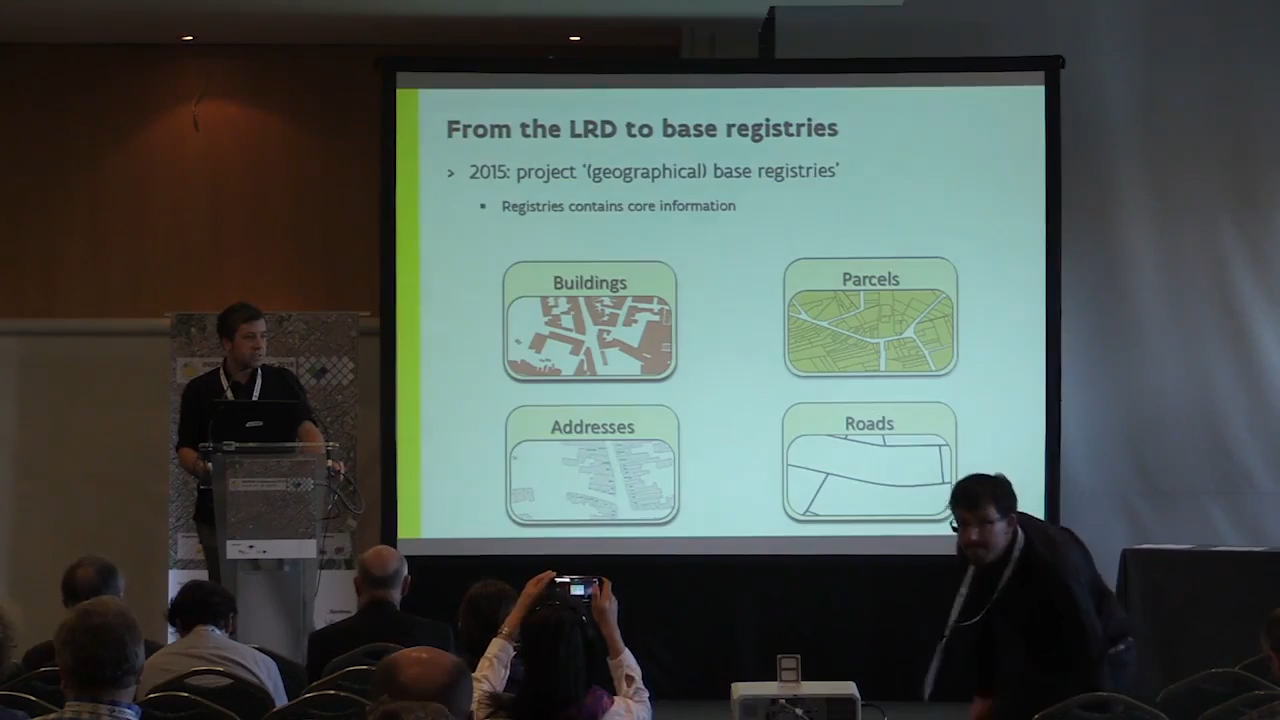 From the LRD to base registries
> 2015: project ‘(geographical) base registries’
▪ Registries contains core information
Buildings
Parcels
Addresses
Roads